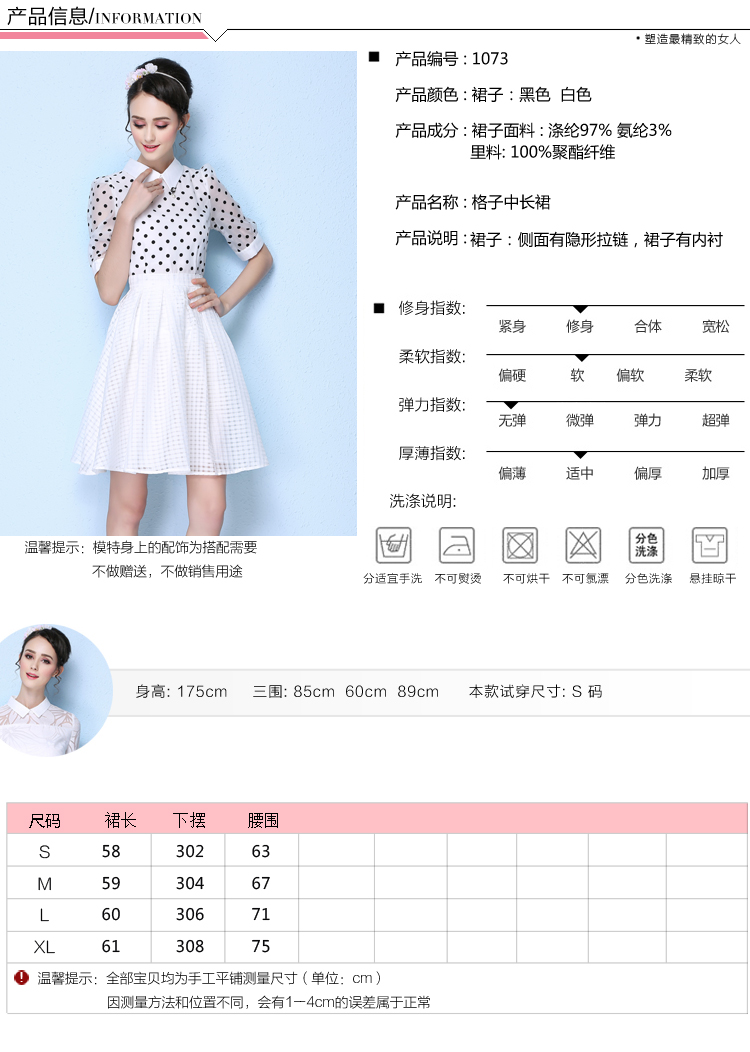 产品信息/INFORMATION
• 塑造最精致的女人
■ 产品编号 : 1073
产品颜色 : 裙子：黑色 白色
产品成分 : 裙子面料 : 涤纶97% 氨纶3%
里料: 100%聚酯纤维
产品名称 : 格子中长裙
产品说明 : 裙子：侧面有隐形拉链，裙子有内衬
■ 修身指数:
紧身 修身 合体 宽松
柔软指数:
偏硬 软 偏软 柔软
弹力指数:
无弹 微弹 弹力 超弹
厚薄指数:
偏薄 适中 偏厚 加厚
洗涤说明:
分色
洗涤
分适宜手洗 不可熨烫 不可烘干 不可氯漂 分色洗涤 悬挂晾干
温馨提示: 模特身上的配饰为搭配需要
不做赠送，不做销售用途
身高: 175cm 三围: 85cm 60cm 89cm 本款试穿尺寸: S 码
尺码 裙长 下摆 腰围
S 58 302 63
M 59 304 67
L 60 306 71
XL 61 308 75
! 温馨提示: 全部宝贝均为手工平铺测量尺寸（单位: cm）
因测量方法和位置不同，会有1—4cm的误差属于正常